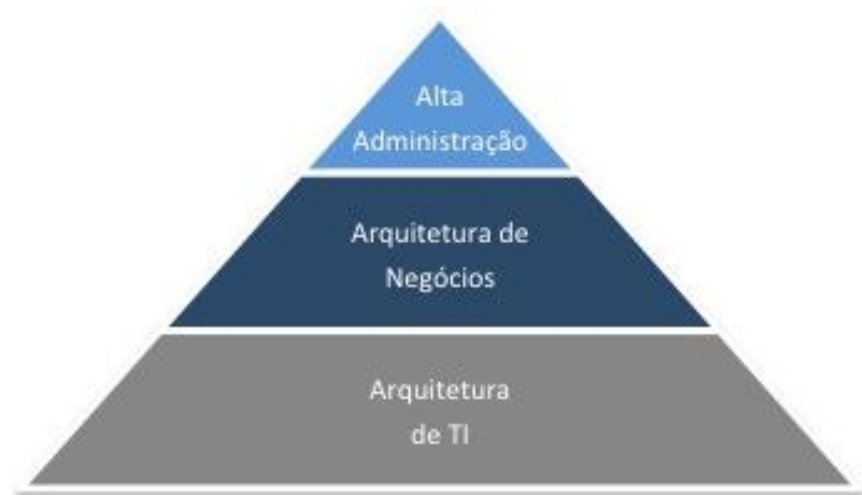 Alta
Administração
Arquitetura de
Negócios
Arquitetura
de TI